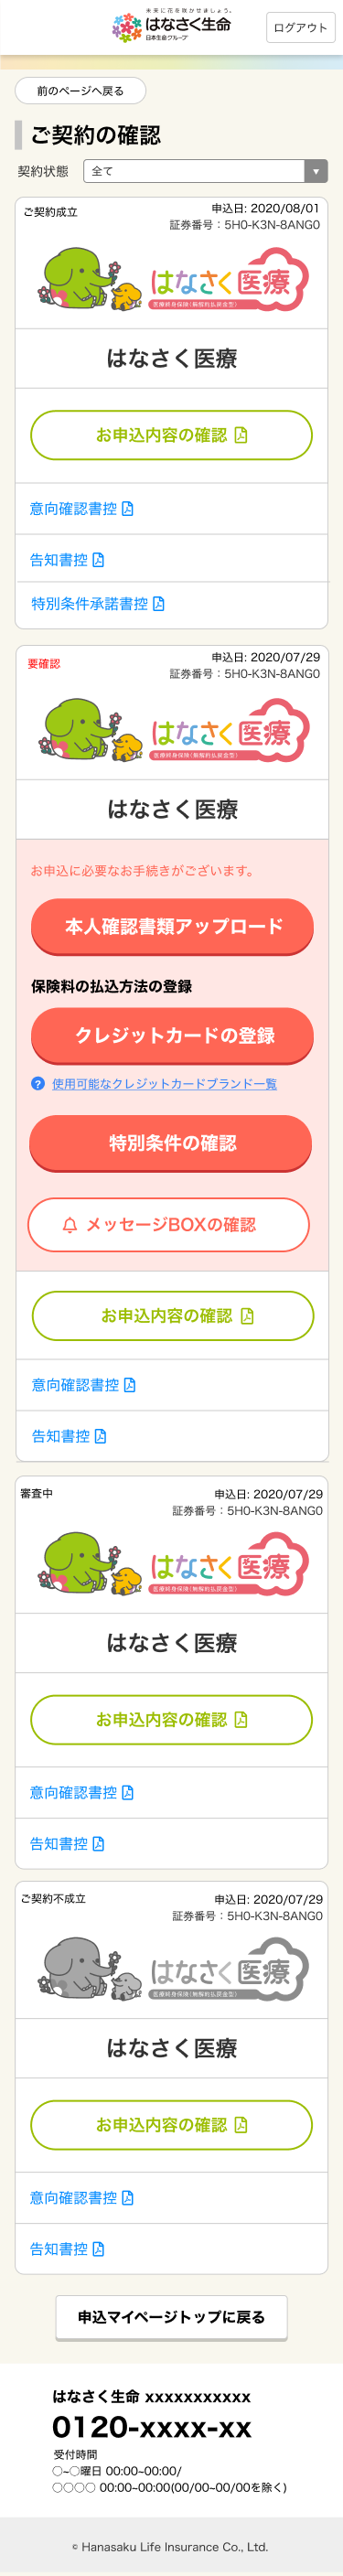 未来に花を咲かせましょう。
はなさく生命
日本生命グループ
ログアウト
前のページへ戻る
ご契約の確認
契約状態
全て
ご契約成立
申込日: 2020/08/01
証券番号：5H0-K3N-8ANG0
はなさく医療
医療終身保険(無解約払戻金型)
はなさく医療
お申込内容の確認
意向確認書控
告知書控
特別条件承諾書控
要確認
申込日: 2020/07/29
証券番号：5H0-K3N-8ANG0
はなさく医療
医療終身保険(無解約払戻金型)
はなさく医療
お申込に必要なお手続きがございます。
本人確認書類アップロード
保険料の払込方法の登録
クレジットカードの登録
? 使用可能なクレジットカードブランド一覧
特別条件の確認
メッセージBOXの確認
お申込内容の確認
意向確認書控
告知書控
審査中
申込日: 2020/07/29
証券番号：5H0-K3N-8ANG0
はなさく医療
医療終身保険(無解約払戻金型)
はなさく医療
お申込内容の確認
意向確認書控
告知書控
ご契約不成立
申込日: 2020/07/29
証券番号：5H0-K3N-8ANG0
はなさく医療
医療終身保険(無解約払戻金型)
はなさく医療
お申込内容の確認
意向確認書控
告知書控
申込マイページトップに戻る
はなさく生命 xxxxxxxxxxx
0120-xxxx-xx
受付時間
○~○曜日 00:00~00:00/
○○○○ 00:00~00:00(00/00~00/00を除く)
© Hanasaku Life Insurance Co., Ltd.